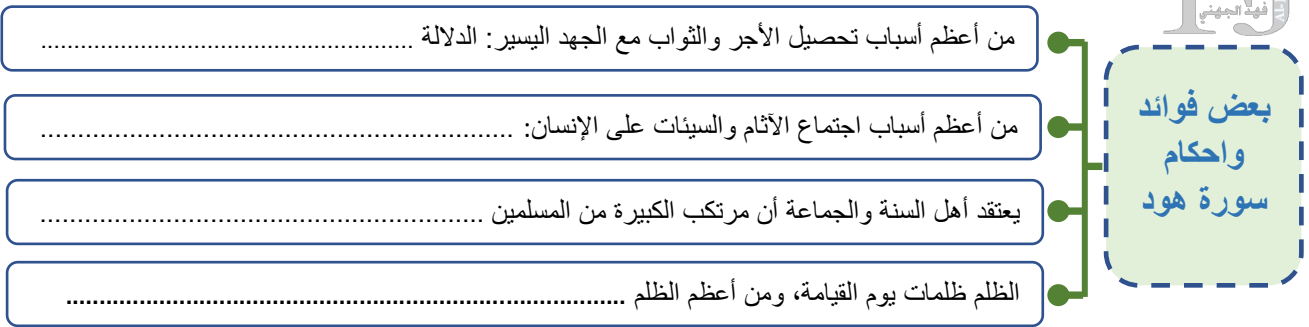 فهد الجهني
بعض فوائد
واحكام
سورة هود
من أعظم أسباب تحصيل الأجر والثواب مع الجهد اليسير: الدلالة ........................................................
من أعظم أسباب اجتماع الآثام والسيئات على الإنسان: ................................................................
يعتقد أهل السنة والجماعة أن مرتكب الكبيرة من المسلمين ........................................................
الظلم ظلمات يوم القيامة، ومن أعظم الظلم ................................................................................